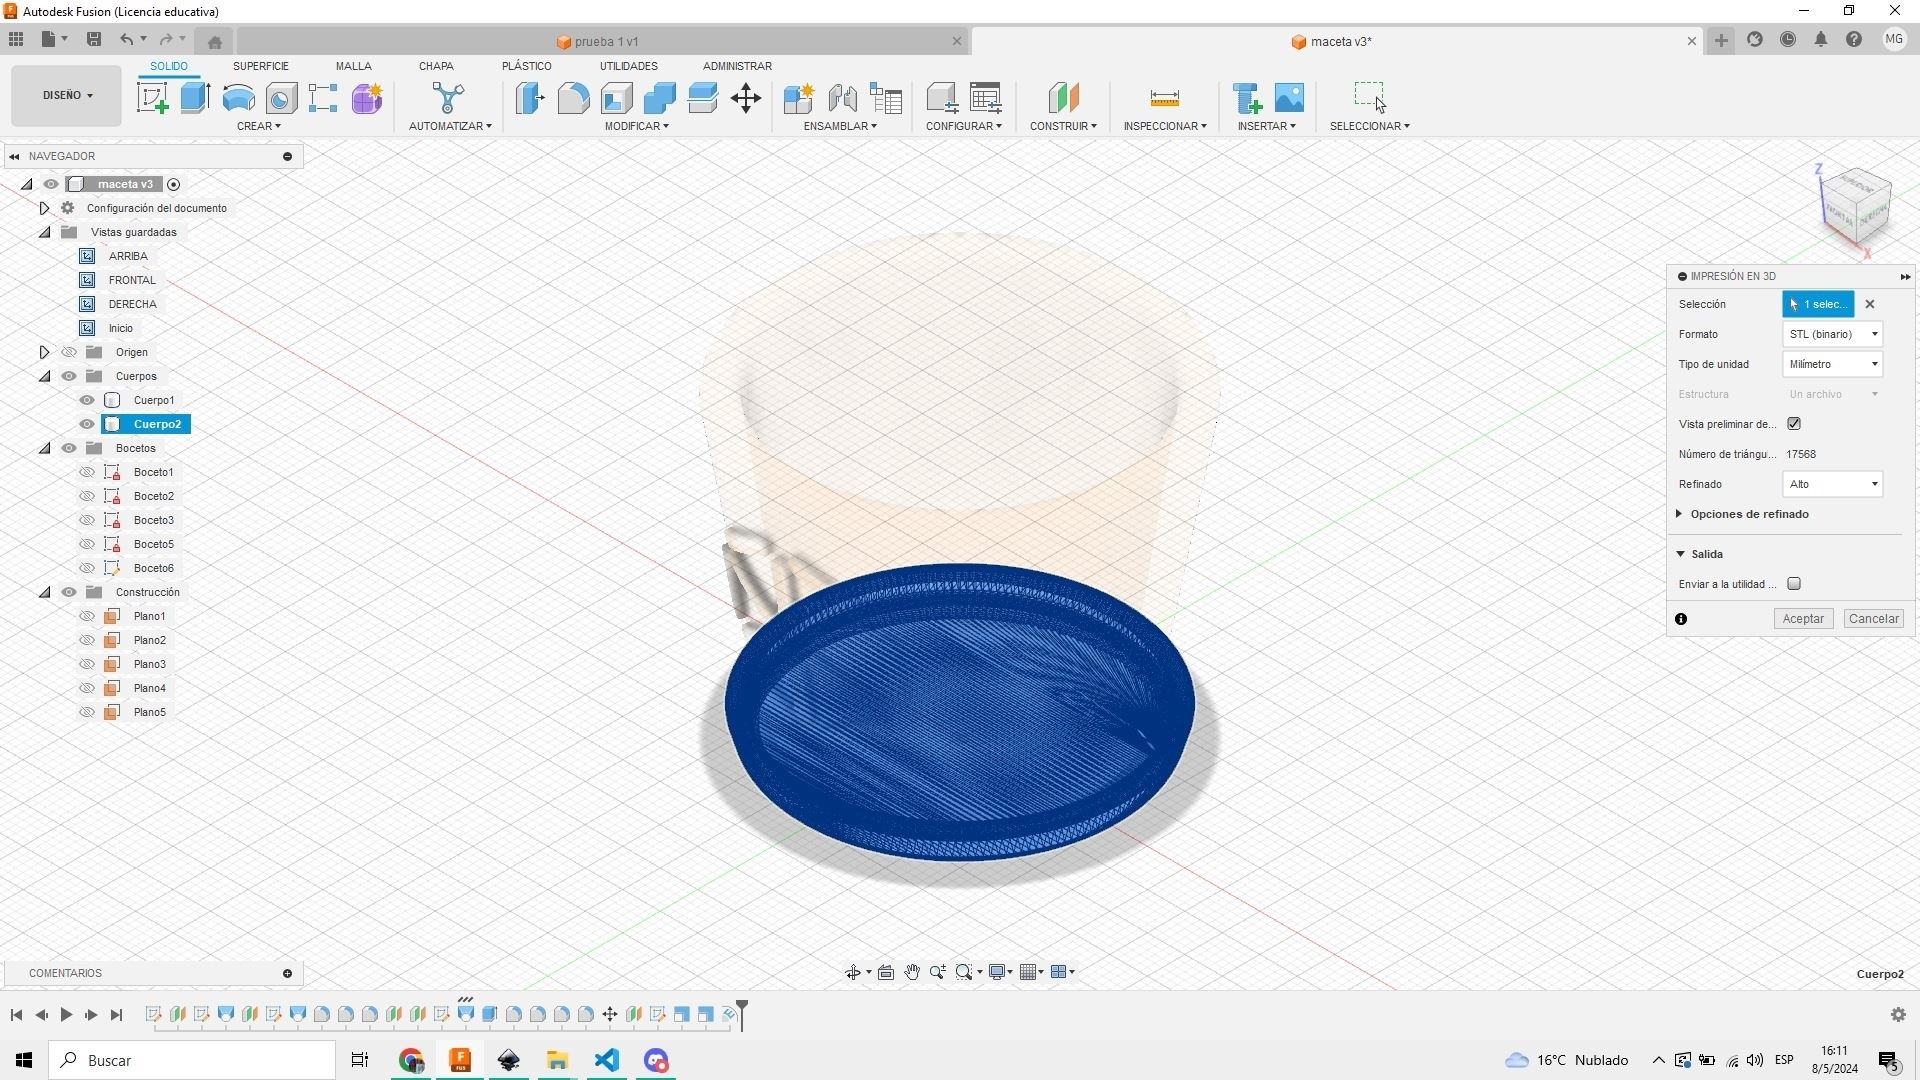 Autodesk Fusion (Licencia educativa)
prueba 1 v1
maceta v3*
MG
DISEÑO
SOLIDO SUPERFICIE MALLA CHAPA PLÁSTICO UTILIDADES ADMINISTRAR
CREAR AUTOMATIZAR MODIFICAR ENSAMBLAR CONFIGURAR CONSTRUIR INSPECCIONAR INSERTAR SELECCIONAR
NAVEGADOR
maceta v3
Configuración del documento
Vistas guardadas
ARRIBA
FRONTAL
DERECHA
Inicio
Origen
Cuerpos
Cuerpo1
Cuerpo2
Bocetos
Boceto1
Boceto2
Boceto3
Boceto5
Boceto6
Construcción
Plano1
Plano2
Plano3
Plano4
Plano5
Z
SUPERIOR
FRONTAL
X
IMPRESIÓN EN 3D
Selección 1 selec...
Formato STL (binario)
Tipo de unidad Milímetro
Estructura Un archivo
Vista preliminar de...
Número de triángu... 17568
Refinado Alto
Opciones de refinado
Salida
Enviar a la utilidad ...
Aceptar Cancelar
COMENTARIOS
Cuerpo2
Buscar
F
FUS
16°C Nublado
ESP
16:11
8/5/2024
5